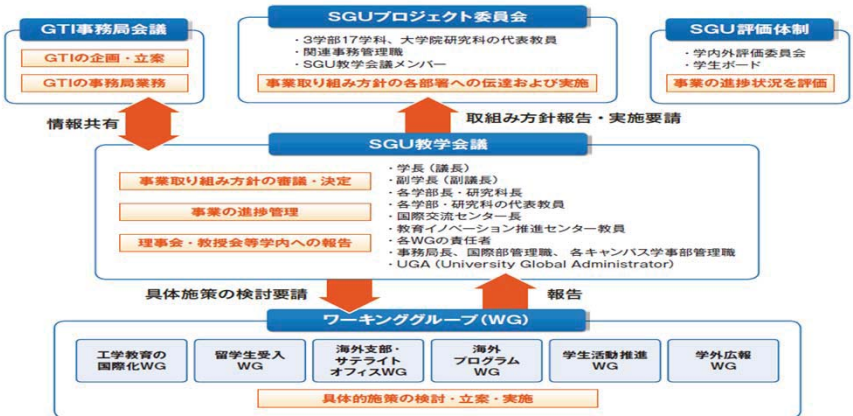 GTI事務局会議
GTIの企画・立案
GTIの事務局業務
SGUプロジェクト委員会
・3学部17学科、大学院研究科の代表教員
・関連事務管理職
・SGU教学会議メンバー
事業取り組み方針の各部署への伝達および実施
SGU評価体制
・学内外評価委員会
・学生ボード
事業の進捗状況を評価
情報共有
取組み方針報告・実施要請
SGU教学会議
事業取り組み方針の審議・決定
事業の進捗管理
理事会・教授会等学内への報告
・学長（議長）
・副学長（副議長）
・各学部長・研究科長
・各学部・研究科の代表教員
・国際交流センター長
・教育イノベーション推進センター教員
・各WGの責任者
・事務局長、国際部管理職、各キャンパス学事部管理職
・UGA（University Global Administrator）
具体施策の検討要請
報告
ワーキンググループ（WG）
工学教育の
国際化WG
留学生受入
WG
海外支部・
サテライト
オフィスWG
海外
プログラム
WG
学生活動推進
WG
学外広報
WG
具体的施策の検討・立案・実施